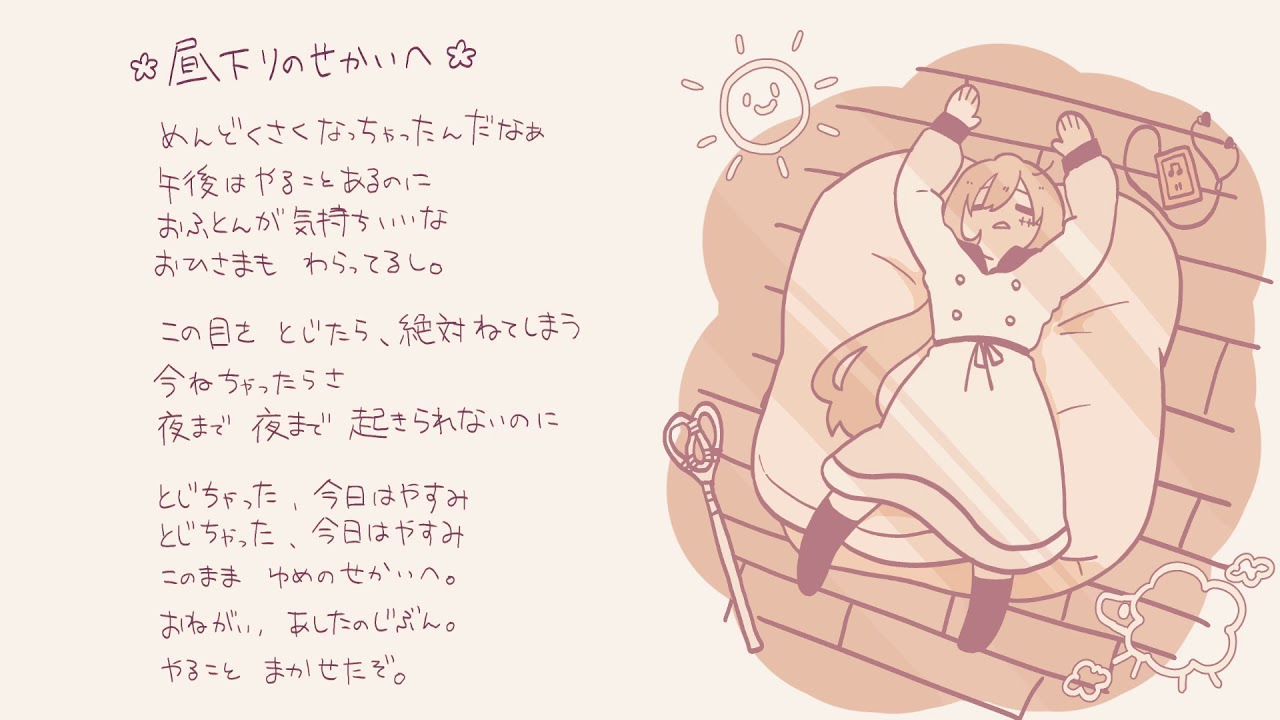 昼下りのせかいへ
めんどくさくなっちゃったんだなぁ
午後はやることあるのに
おふとんが気持ちいいな
おひさまも わらってるし。
この目を とじたら、絶対ねてしまう
今ねちゃったらさ
夜まで 夜まで 起きられないのに
とじちゃった、今日はやすみ
とじちゃった、今日はやすみ
このまま ゆめのせかいへ。
おねがい, あしたのじぶん。
やること まかせたぞ。